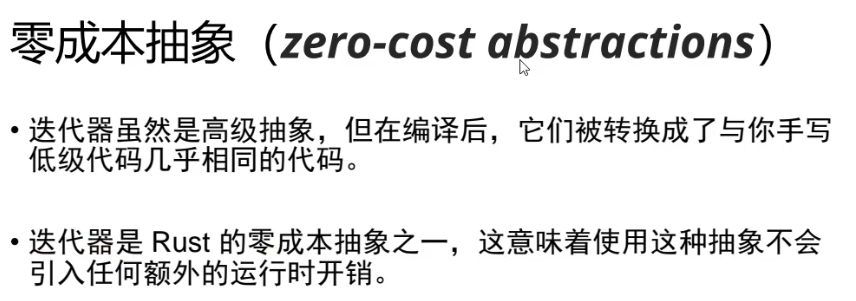 零成本抽象（zero-cost abstractions）
• 迭代器虽然是高级抽象，但在编译后，它们被转换成了与你手写
低级代码几乎相同的代码。
• 迭代器是 Rust 的零成本抽象之一，这意味着使用这种抽象不会
引入任何额外的运行时开销。